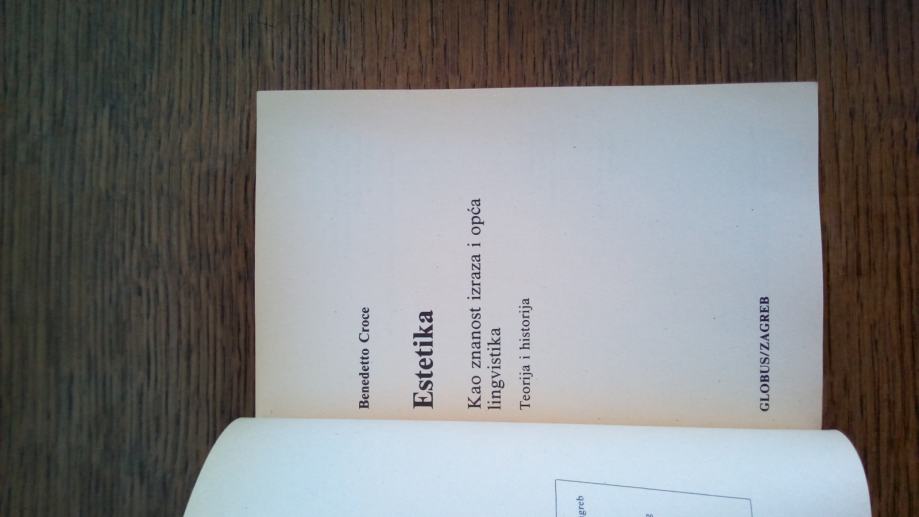 Benedetto Croce
Estetika
Kao znanost izraza i opća
lingvistika
Teorija i historija
GLOBUS/ZAGREB